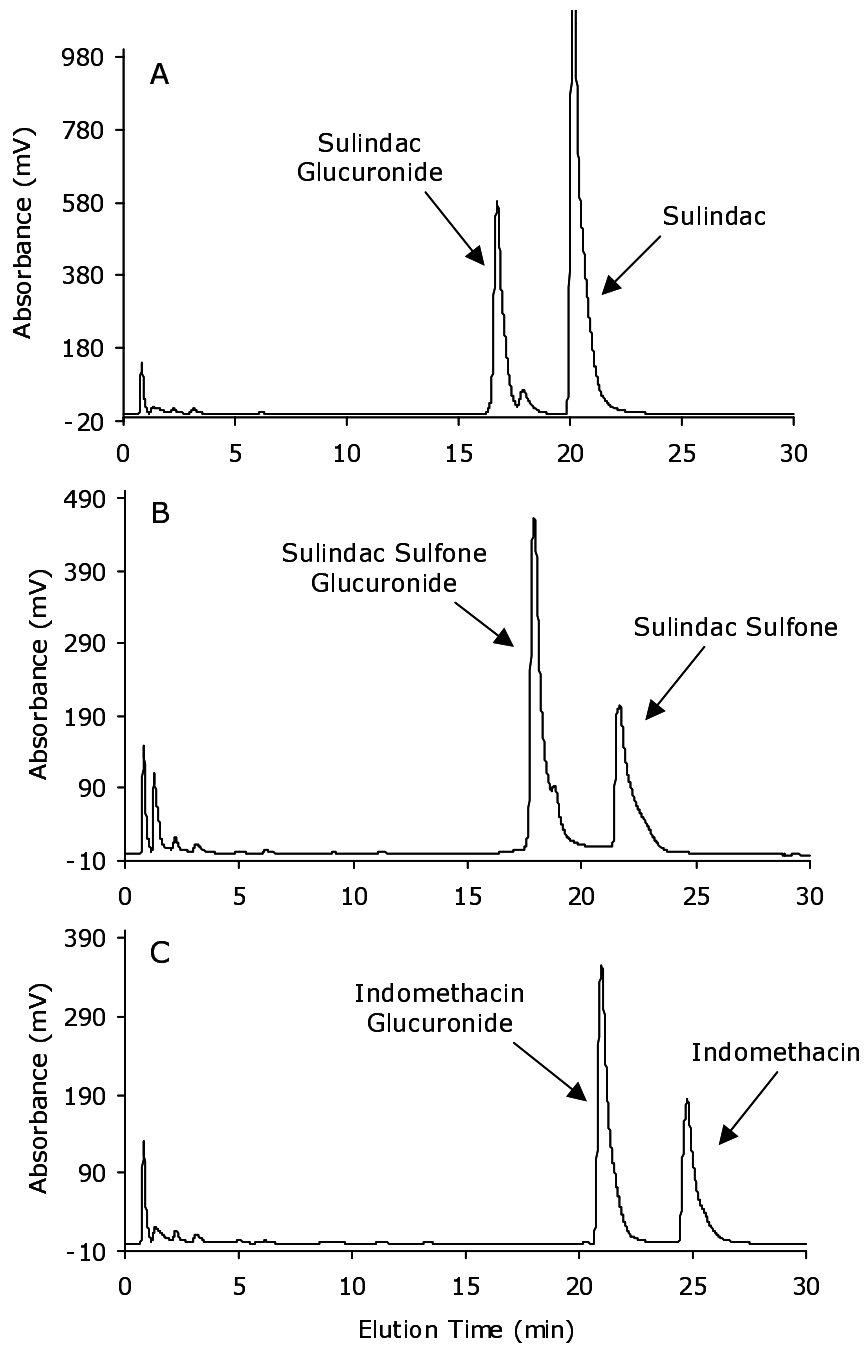 A
980
780
580
380
180
-20
Absorbance (mV)
Sulindac
Glucuronide
Sulindac
0 5 10 15 20 25 30
B
490
390
290
190
90
-10
Absorbance (mV)
Sulindac Sulfone
Glucuronide
Sulindac Sulfone
0 5 10 15 20 25 30
C
390
290
190
90
-10
Absorbance (mV)
Indomethacin
Glucuronide
Indomethacin
0 5 10 15 20 25 30
Elution Time (min)